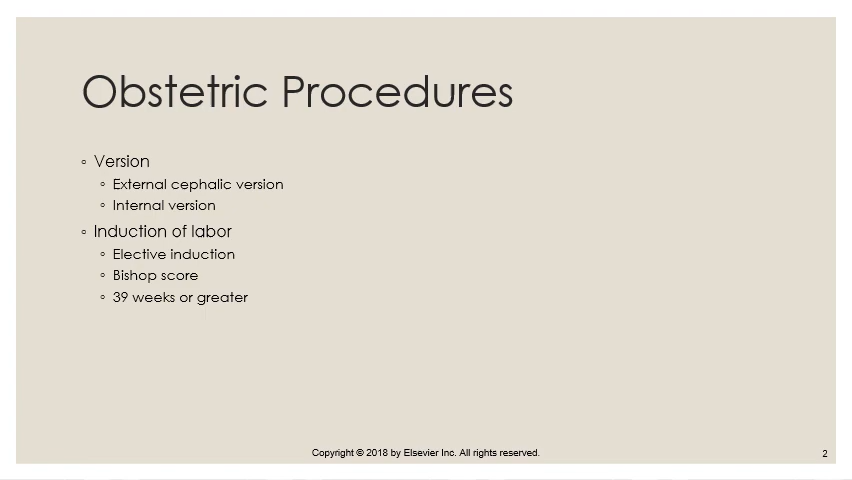 Obstetric Procedures
◦ Version
◦ External cephalic version
◦ Internal version
◦ Induction of labor
◦ Elective induction
◦ Bishop score
◦ 39 weeks or greater
Copyright © 2018 by Elsevier Inc. All rights reserved.
2